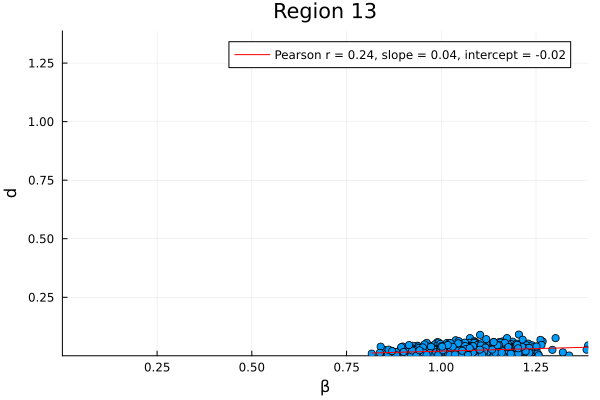 Region 13
Pearson r = 0.24, slope = 0.04, intercept = -0.02
1.25
1.00
0.75
0.50
0.25
d
0.25 0.50 0.75 1.00 1.25
β